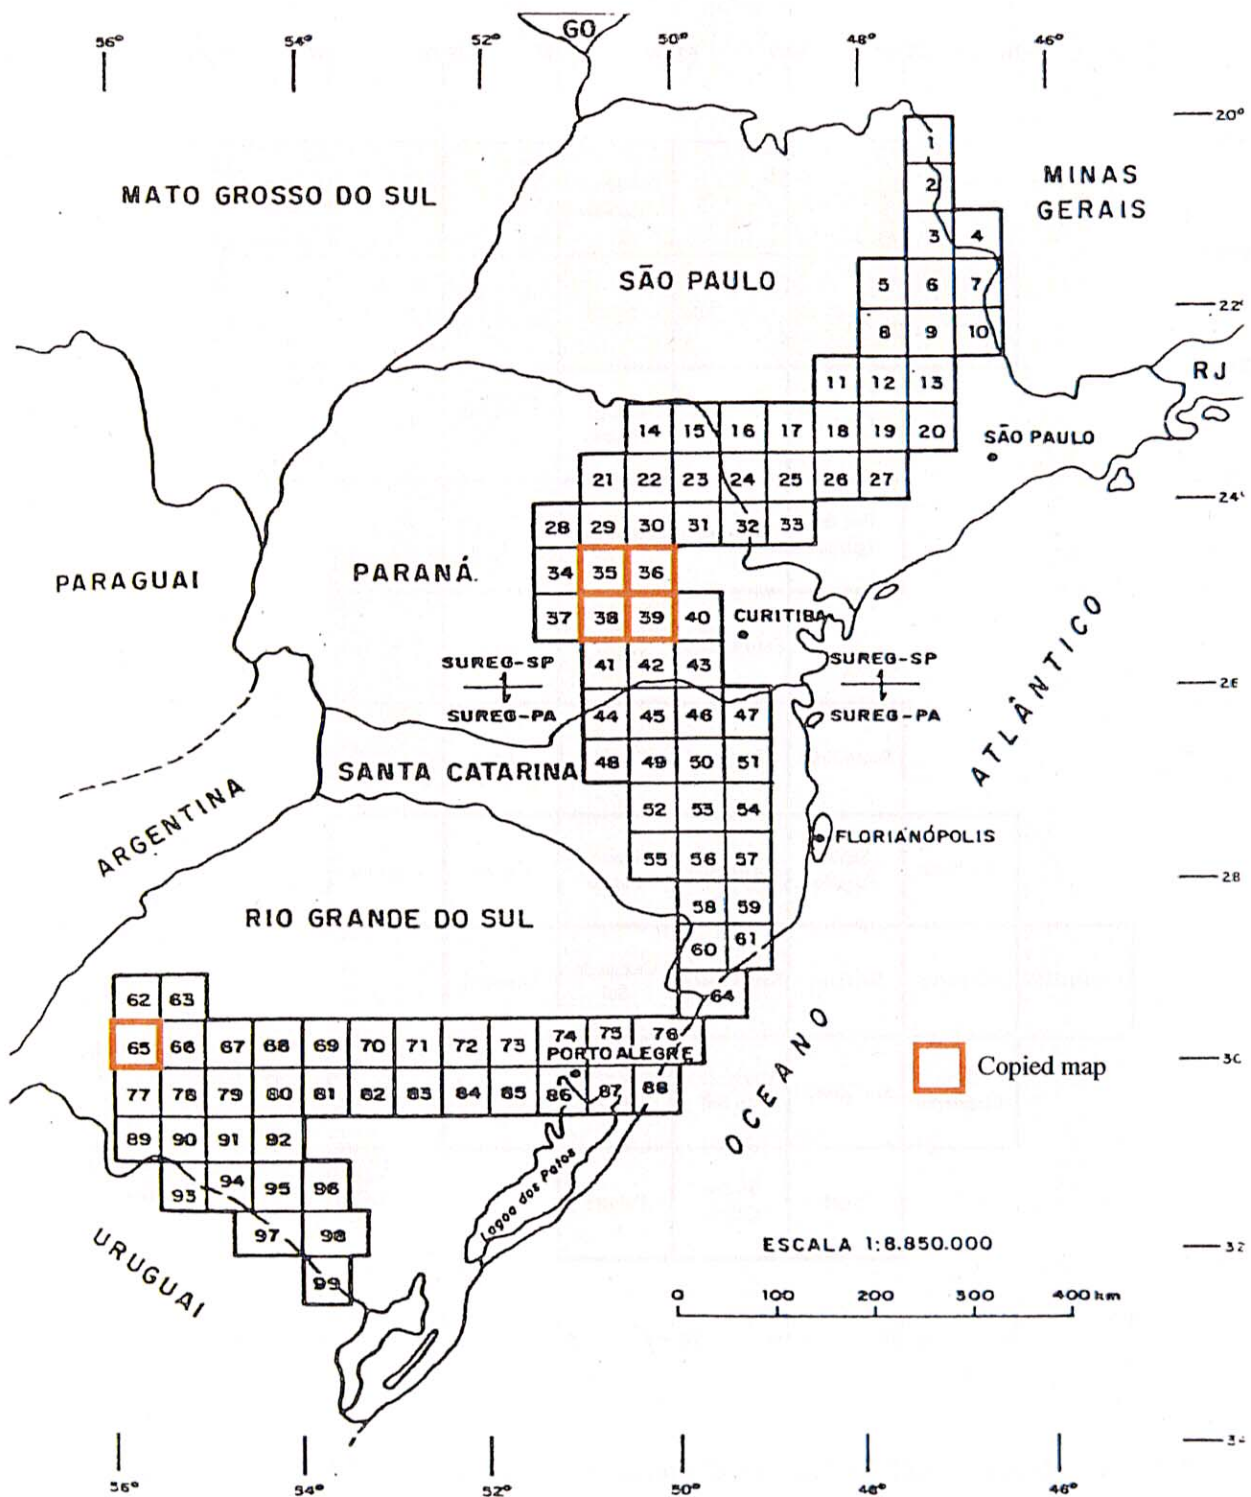 GO
56° 54° 52° 50° 48° 46°
20°
1
MINAS
GERAIS
2
MATO GROSSO DO SUL
3 4
SÃO PAULO
5 6 7
22°
8 9 10
RJ
11 12 13
14 15 16 17 18 19 20
SÃO PAULO
21 22 23 24 25 26 27
24°
28 29 30 31 32 33
PARAGUAI
PARANÁ
34 35 36
37 38 39 40
CURITIBA
41 42 43
SUREG-SP
SUREG-SP
26
SUREG-PA
SUREG-PA
44 45 46 47
ATLÂNTICO
SANTA CATARINA
48 49 50 51
ARGENTINA
52 53 54
FLORIANÓPOLIS
55 56 57
28
RIO GRANDE DO SUL
58 59
60 61
62 63
64
OCEANO
65 66 67 68 69 70 71 72 73 74 75 76
PORTO ALEGRE
30
Copied map
77 78 79 80 81 82 83 84 85 86 87 88
89 90 91 92
93 94 95 96
Lagoa dos Patos
97 98
URUGUAI
ESCALA 1:8.850.000
32
99
0 100 200 300 400 km
56° 54° 52° 50° 48° 46°